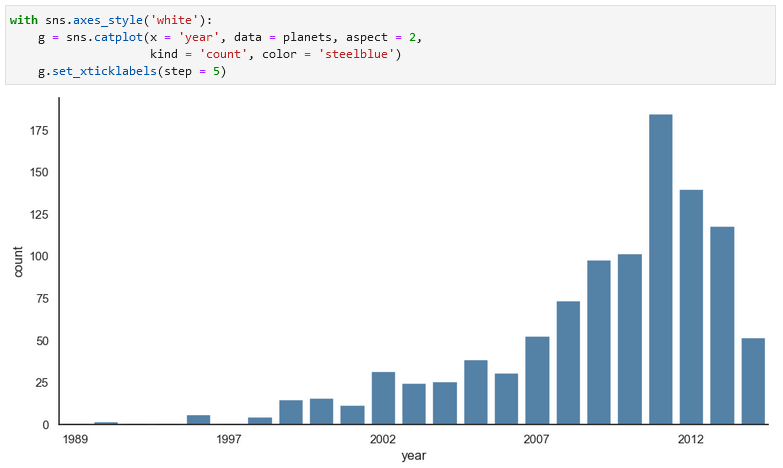 with sns.axes_style('white'):
    g = sns.catplot(x = 'year', data = planets, aspect = 2,
                    kind = 'count', color = 'steelblue')
    g.set_xticklabels(step = 5)
175
150
125
100
75
50
25
0
count
1989 1997 2002 2007 2012
year